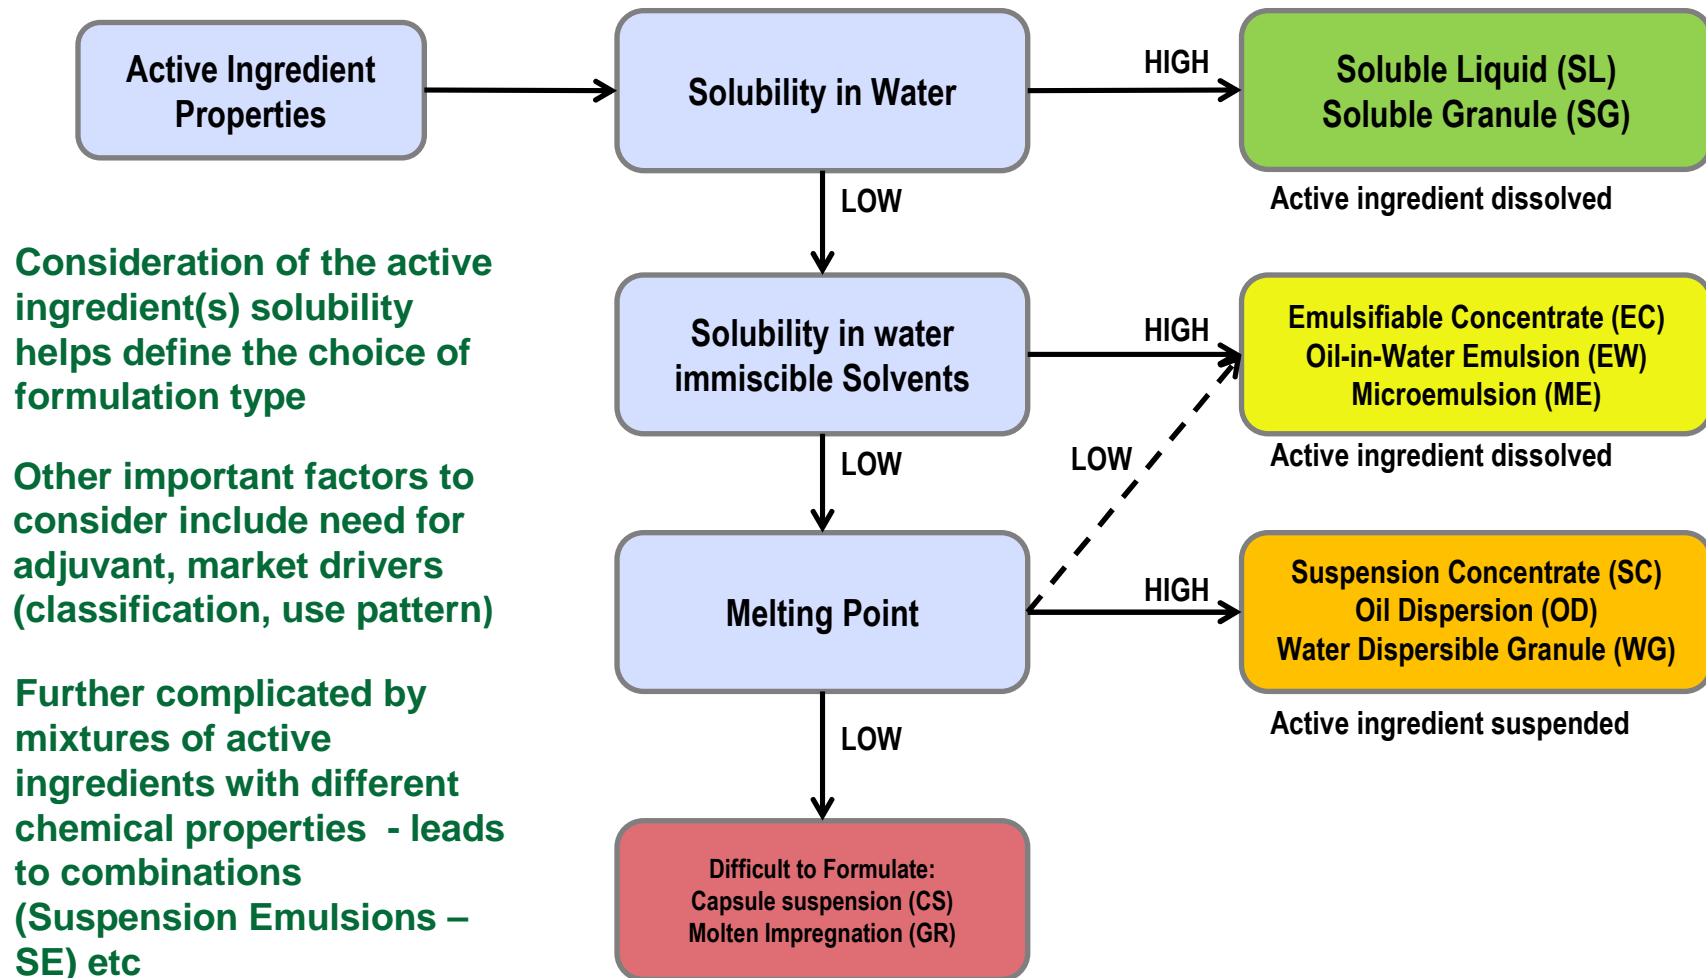 Active Ingredient
Properties
Solubility in Water
HIGH
Soluble Liquid (SL)
Soluble Granule (SG)
Active ingredient dissolved
LOW
Consideration of the active
ingredient(s) solubility
helps define the choice of
formulation type
Solubility in water
immiscible Solvents
HIGH
Emulsifiable Concentrate (EC)
Oil-in-Water Emulsion (EW)
Microemulsion (ME)
Active ingredient dissolved
LOW
LOW
Other important factors to
consider include need for
adjuvant, market drivers
(classification, use pattern)
Melting Point
HIGH
Suspension Concentrate (SC)
Oil Dispersion (OD)
Water Dispersible Granule (WG)
Active ingredient suspended
LOW
Further complicated by
mixtures of active
ingredients with different
chemical properties  - leads
to combinations
(Suspension Emulsions –
SE) etc
Difficult to Formulate:
Capsule suspension (CS)
Molten Impregnation (GR)